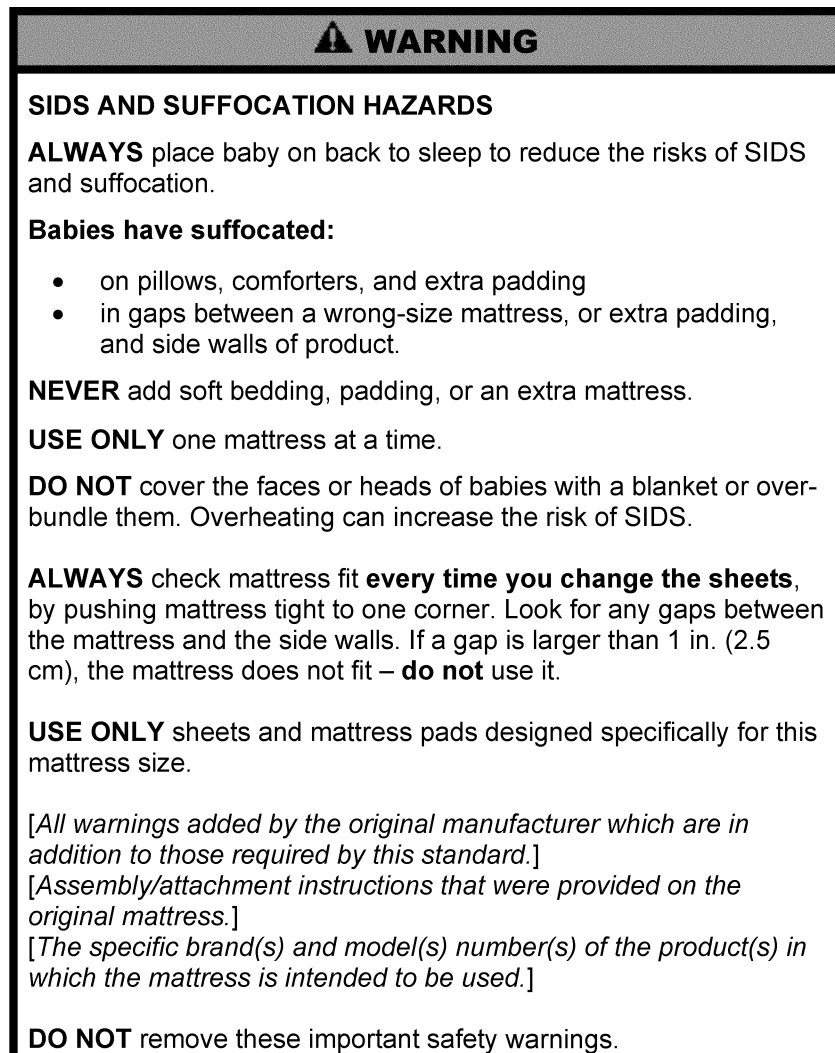 ⚠ WARNING
SIDS AND SUFFOCATION HAZARDS
ALWAYS place baby on back to sleep to reduce the risks of SIDS
and suffocation.
Babies have suffocated:
• on pillows, comforters, and extra padding
• in gaps between a wrong-size mattress, or extra padding,
and side walls of product.
NEVER add soft bedding, padding, or an extra mattress.
USE ONLY one mattress at a time.
DO NOT cover the faces or heads of babies with a blanket or over-
bundle them. Overheating can increase the risk of SIDS.
ALWAYS check mattress fit every time you change the sheets,
by pushing mattress tight to one corner. Look for any gaps between
the mattress and the side walls. If a gap is larger than 1 in. (2.5
cm), the mattress does not fit – do not use it.
USE ONLY sheets and mattress pads designed specifically for this
mattress size.
[All warnings added by the original manufacturer which are in
addition to those required by this standard.]
[Assembly/attachment instructions that were provided on the
original mattress.]
[The specific brand(s) and model(s) number(s) of the product(s) in
which the mattress is intended to be used.]
DO NOT remove these important safety warnings.